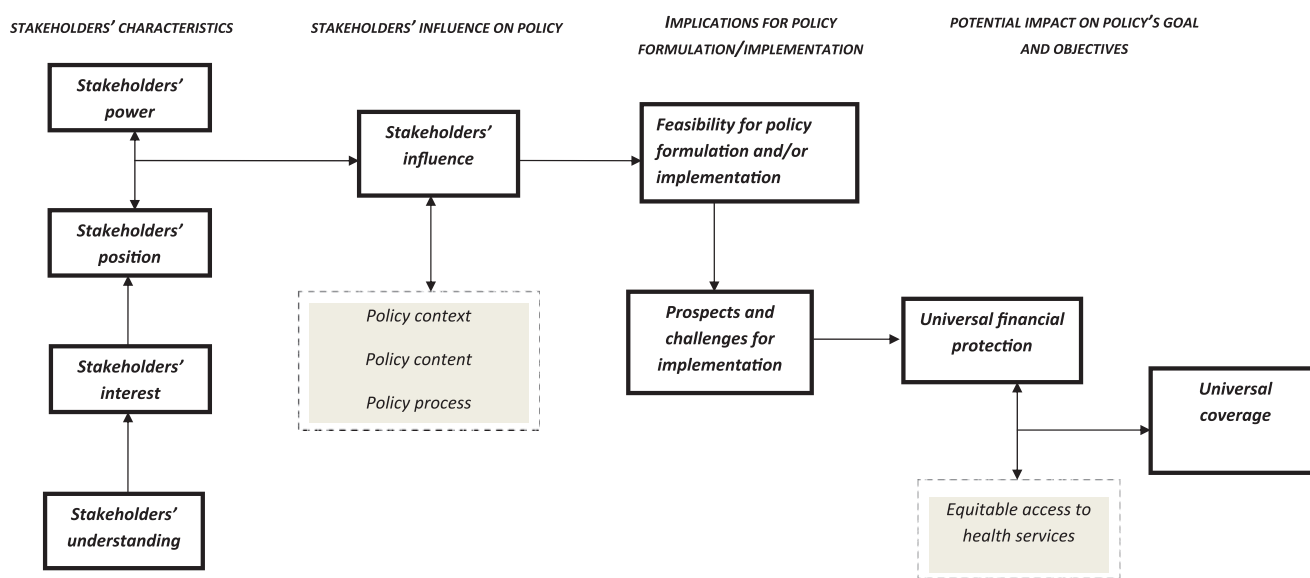 STAKEHOLDERS' CHARACTERISTICS
STAKEHOLDERS' INFLUENCE ON POLICY
IMPLICATIONS FOR POLICY
FORMULATION/IMPLEMENTATION
POTENTIAL IMPACT ON POLICY'S GOAL
AND OBJECTIVES
Stakeholders'
power
Stakeholders'
position
Stakeholders'
interest
Stakeholders'
understanding
Stakeholders'
influence
Policy context
Policy content
Policy process
Feasibility for policy
formulation and/or
implementation
Prospects and
challenges for
implementation
Universal financial
protection
Equitable access to
health services
Universal
coverage